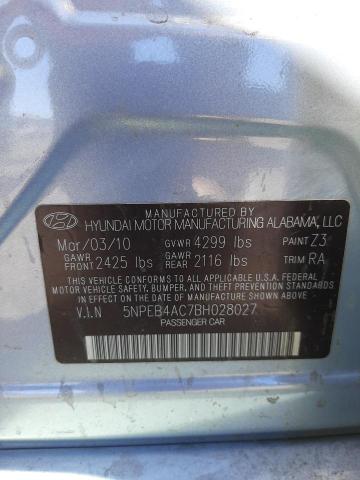 MANUFACTURED BY
HYUNDAI MOTOR MANUFACTURING ALABAMA, LLC
Mar/03/10 GVWR 4299 lbs PAINT Z3
GAWR FRONT 2425 lbs GAWR REAR 2116 lbs TRIM RA
THIS VEHICLE CONFORMS TO ALL APPLICABLE U.S FEDERAL
MOTOR VEHICLE SAFETY, BUMPER, AND THEFT PREVENTION
STANDARDS IN EFFECT ON THE DATE OF MANUFACTURE SHOWN ABOVE.
V.I.N 5NPEB4AC7BH028027
PASSENGER CAR